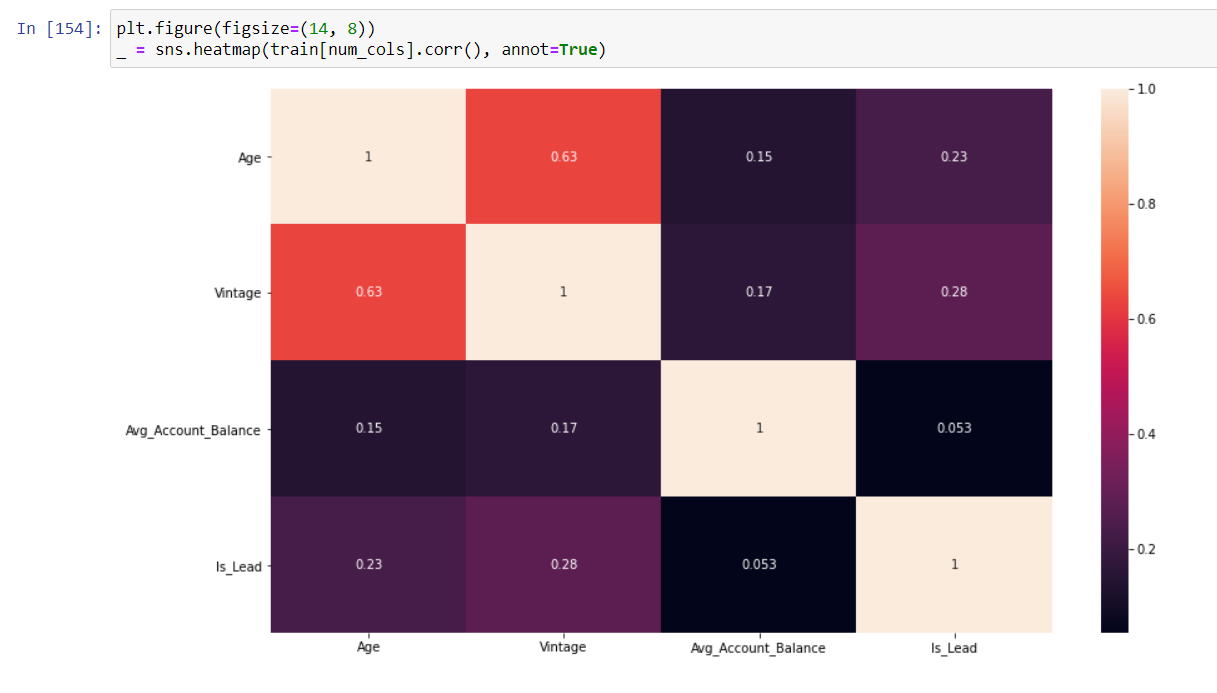 In [154]: plt.figure(figsize=(14, 8))
_ = sns.heatmap(train[num_cols].corr(), annot=True)
Age 1 0.63 0.15 0.23
Vintage 0.63 1 0.17 0.28
Avg_Account_Balance 0.15 0.17 1 0.053
Is_Lead 0.23 0.28 0.053 1
Age Vintage Avg_Account_Balance Is_Lead
1.0
0.8
0.6
0.4
0.2